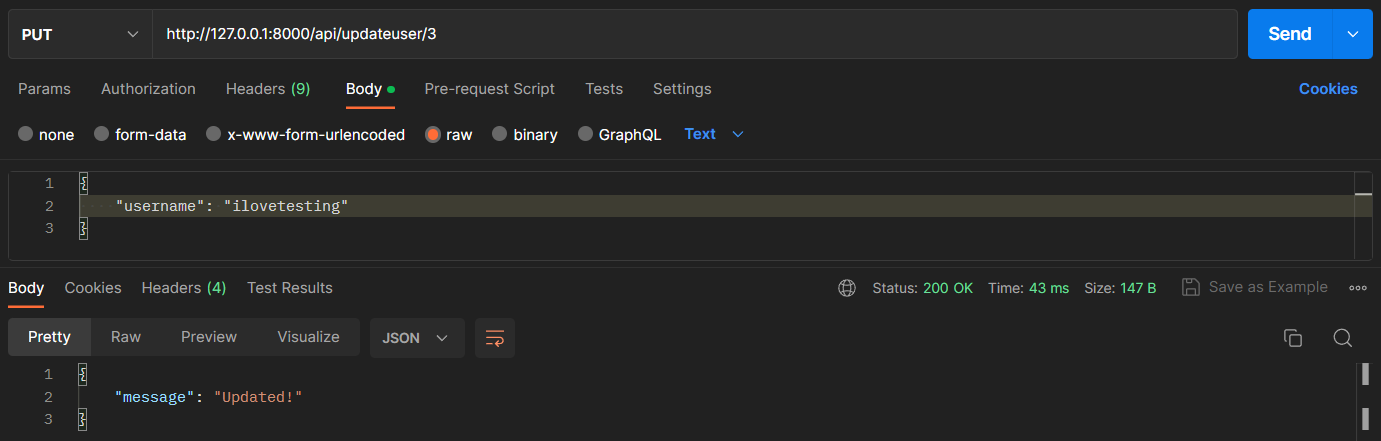 PUT http://127.0.0.1:8000/api/updateuser/3 Send
Params Authorization Headers (9) Body Pre-request Script Tests Settings Cookies
none form-data x-www-form-urlencoded raw binary GraphQL Text
1 {
2 "username": "ilovetesting"
3 }
Body Cookies Headers (4) Test Results Status: 200 OK Time: 43 ms Size: 147 B Save as Example
Pretty Raw Preview Visualize JSON
1 {
2 "message": "Updated!"
3 }